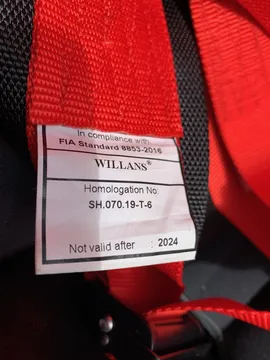 In compliance with
FIA Standard 8853-2016
WILLANS®
Homologation No:
SH.070.19-T-6
Not valid after : 2024